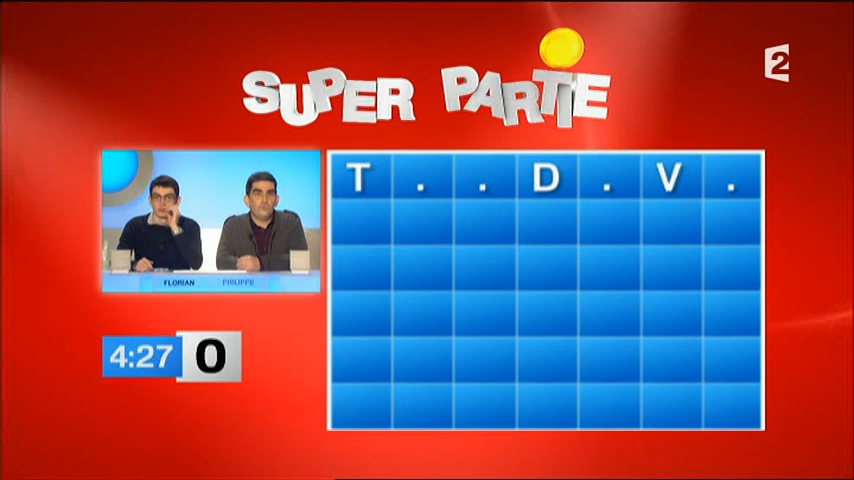 2
SUPER PARTIE
T . . D . V .
FLORIAN PHILIPPE
4:27 0